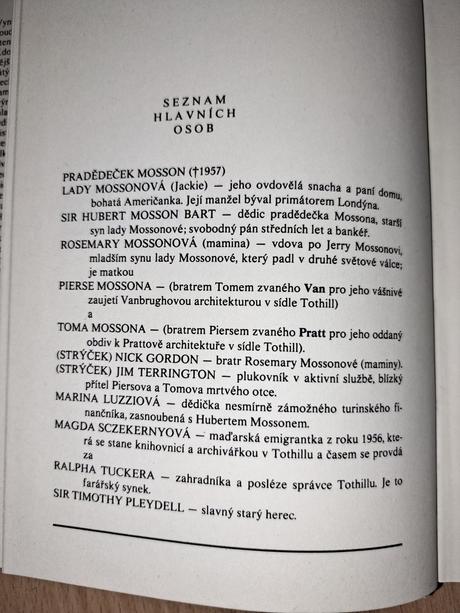 SEZNAM
HLAVNÍCH
OSOB
PRADĚDEČEK MOSSON (†1957)
LADY MOSSONOVÁ (Jackie) — jeho ovdovělá snacha a paní domu,
bohatá Američanka. Její manžel býval primátorem Londýna.
SIR HUBERT MOSSON BART — dědic pradědečka Mossona, starší
syn lady Mossonové; svobodný pán středních let a bankéř.
ROSEMARY MOSSONOVÁ (mamina) — vdova po Jerry Mossonovi,
mladším synu lady Mossonové, který padl v druhé světové válce;
je matkou
PIERSE MOSSONA — (bratrem Tomem zvaného Van pro jeho vášnivé
zaujetí Vanbrughovou architekturou v sídle Tothill)
a
TOMA MOSSONA — (bratrem Piersem zvaného Pratt pro jeho oddaný
obdiv k Prattově architektuře v sídle Tothill).
(STRÝČEK) NICK GORDON — bratr Rosemary Mossonové (maminy).
(STRÝČEK) JIM TERRINGTON — plukovník v aktivní službě, blízký
přítel Piersova a Tomova mrtvého otce.
MARINA LUZZIOVÁ — dědička nesmírně zámožného turinského fi-
nančníka, zasnoubená s Hubertem Mossonem.
MAGDA SCZEKERNYOVÁ — maďarská emigrantka z roku 1956, kte-
rá se stane knihovnicí a archivářkou v Tothillu a časem se provdá
za
RALPHA TUCKERA — zahradníka a posléze správce Tothillu. Je to
farářský synek.
SIR TIMOTHY PLEYDELL — slavný starý herec.